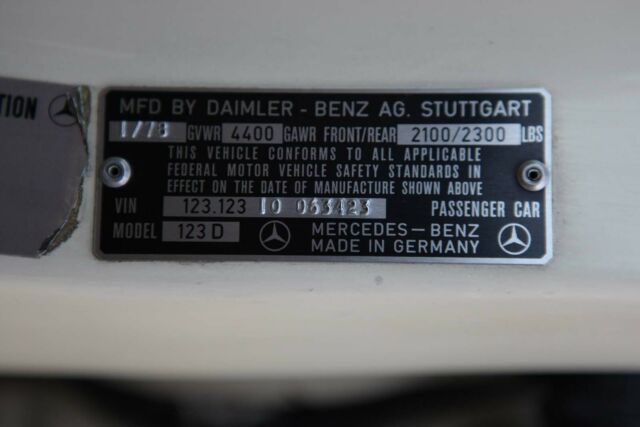 TION
MFD BY DAIMLER - BENZ AG. STUTTGART
1/78 GVWR 4400 GAWR FRONT/REAR 2100/2300 LBS
THIS VEHICLE CONFORMS TO ALL APPLICABLE
FEDERAL MOTOR VEHICLE SAFETY STANDARDS IN
EFFECT ON THE DATE OF MANUFACTURE SHOWN ABOVE
VIN 123.123 10 063423 PASSENGER CAR
MODEL 123 D MERCEDES-BENZ
MADE IN GERMANY